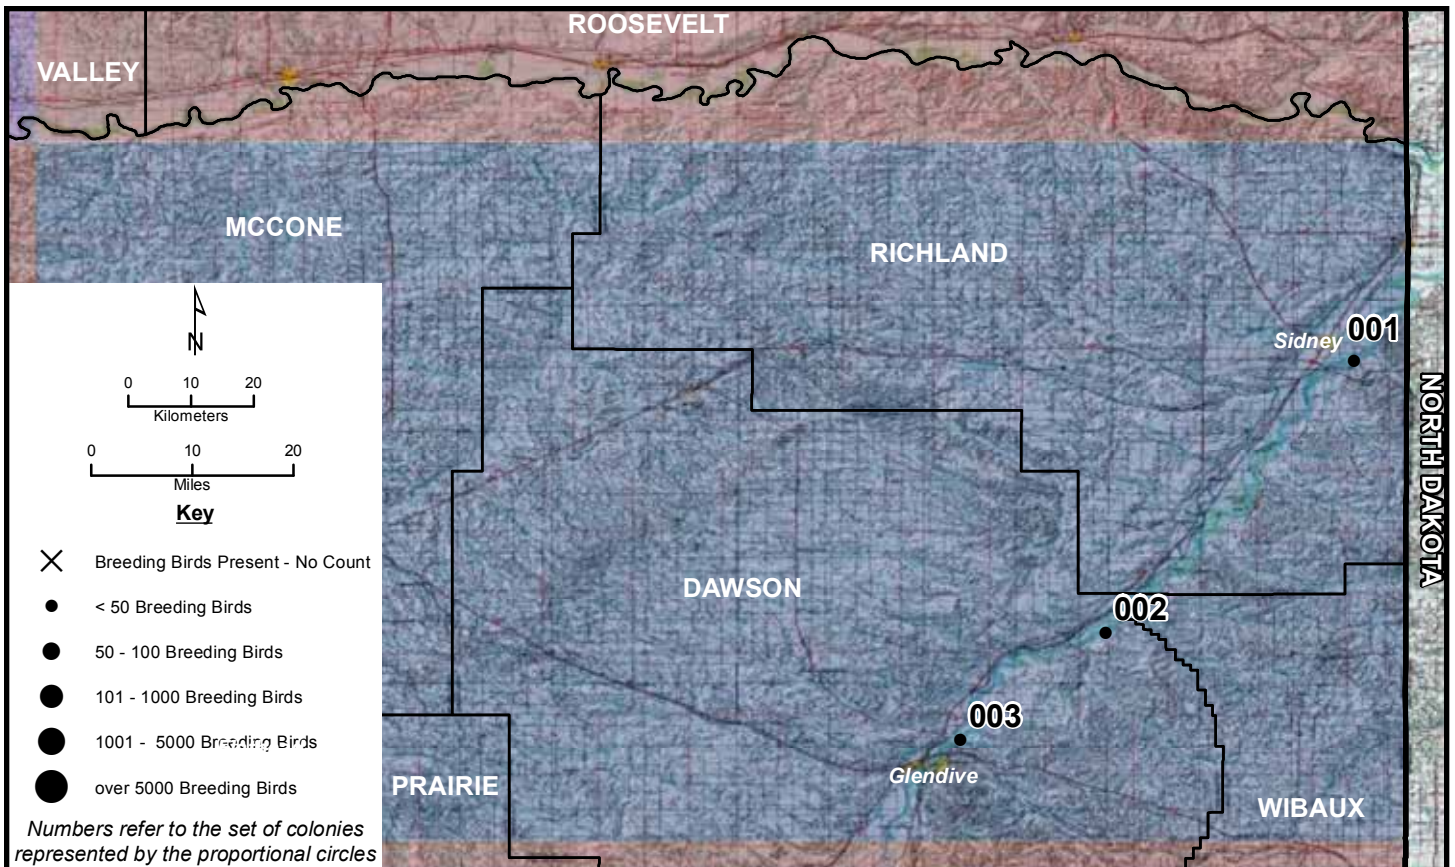 ROOSEVELT
VALLEY
MCCONE
RICHLAND
Sidney
001
NORTH DAKOTA
DAWSON
002
003
Glendive
PRAIRIE
WIBAUX
N
0 10 20
Kilometers
0 10 20
Miles
Key
Breeding Birds Present - No Count
< 50 Breeding Birds
50 - 100 Breeding Birds
101 - 1000 Breeding Birds
1001 - 5000 Breeding Birds
over 5000 Breeding Birds
Numbers refer to the set of colonies
represented by the proportional circles